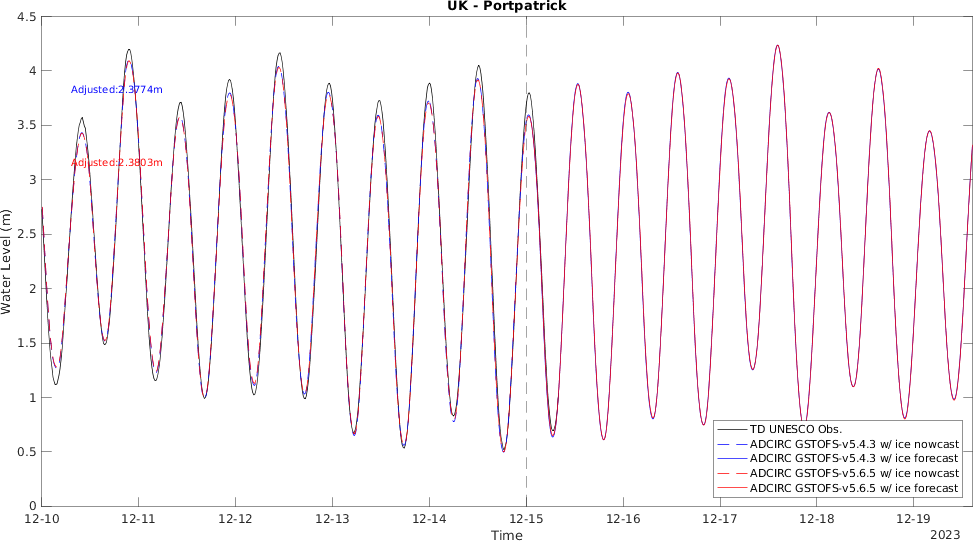 UK - Portpatrick
4.5
4
3.5
3
2.5
2
1.5
1
0.5
0
Water Level (m)
Adjusted:2.3774m
Adjusted:2.3803m
TD UNESCO Obs.
ADCIRC GSTOFS-v5.4.3 w/ ice nowcast
ADCIRC GSTOFS-v5.4.3 w/ ice forecast
ADCIRC GSTOFS-v5.6.5 w/ ice nowcast
ADCIRC GSTOFS-v5.6.5 w/ ice forecast
12-10 12-11 12-12 12-13 12-14 12-15 12-16 12-17 12-18 12-19
Time
2023